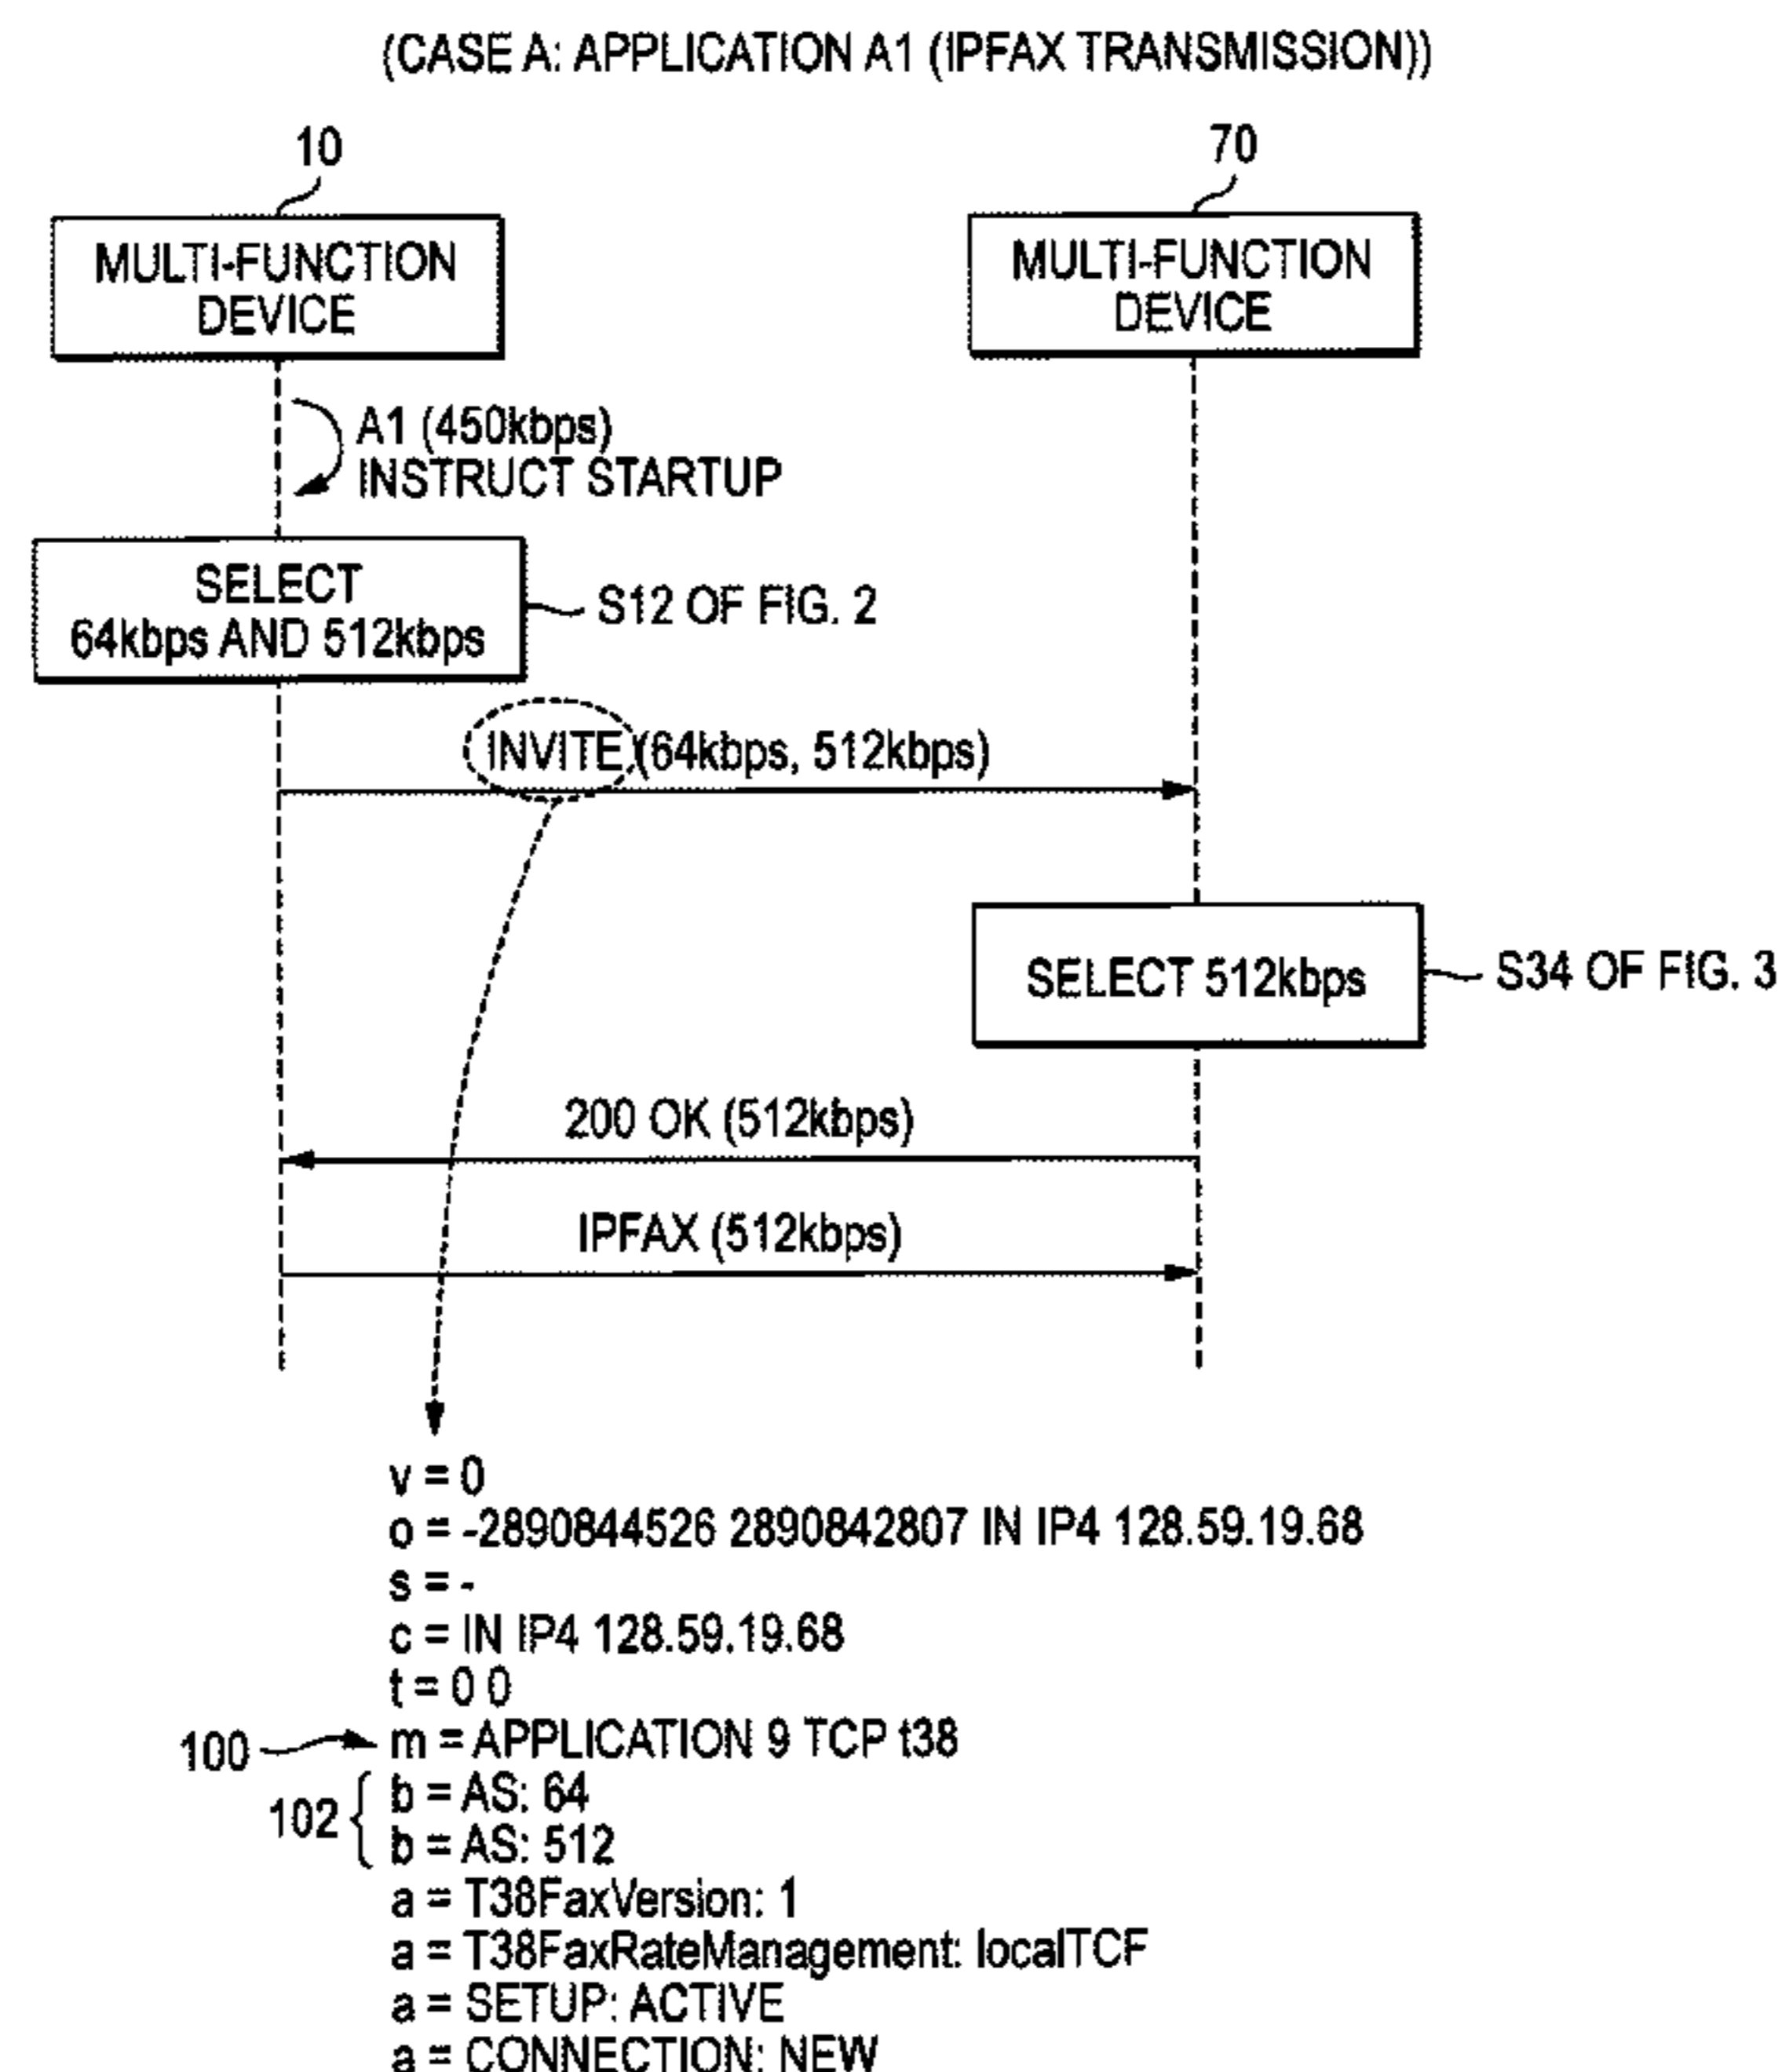 (CASE A: APPLICATION A1 (IPFAX TRANSMISSION))
10
70
MULTI-FUNCTION
DEVICE
MULTI-FUNCTION
DEVICE
A1 (450kbps)
INSTRUCT STARTUP
SELECT
64kbps AND 512kbps
S12 OF FIG. 2
INVITE (64kbps, 512kbps)
SELECT 512kbps
S34 OF FIG. 3
200 OK (512kbps)
IPFAX (512kbps)
v = 0
o = -2890844526 2890842807 IN IP4 128.59.19.68
s = -
c = IN IP4 128.59.19.68
t = 0 0
100
m = APPLICATION 9 TCP t38
102
b = AS: 64
b = AS: 512
a = T38FaxVersion: 1
a = T38FaxRateManagement: localTCF
a = SETUP: ACTIVE
a = CONNECTION: NEW